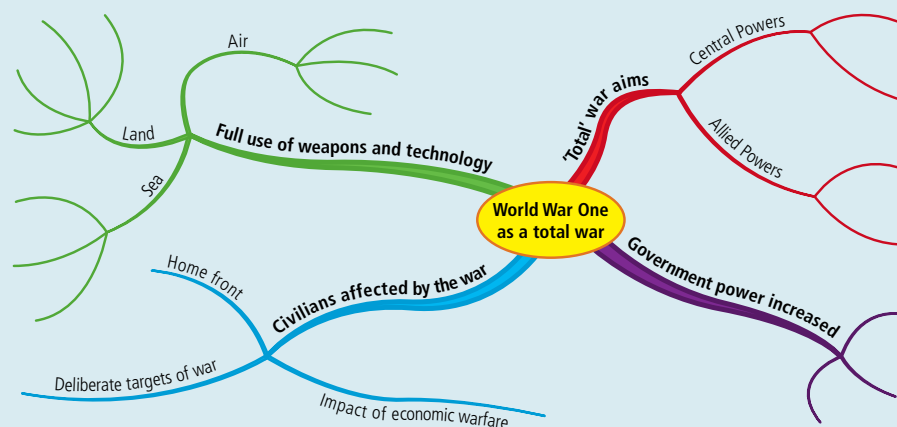 World War One
as a total war
Full use of weapons and technology
Air
Land
Sea
'Total' war aims
Central Powers
Allied Powers
Government power increased
Civilians affected by the war
Home front
Deliberate targets of war
Impact of economic warfare